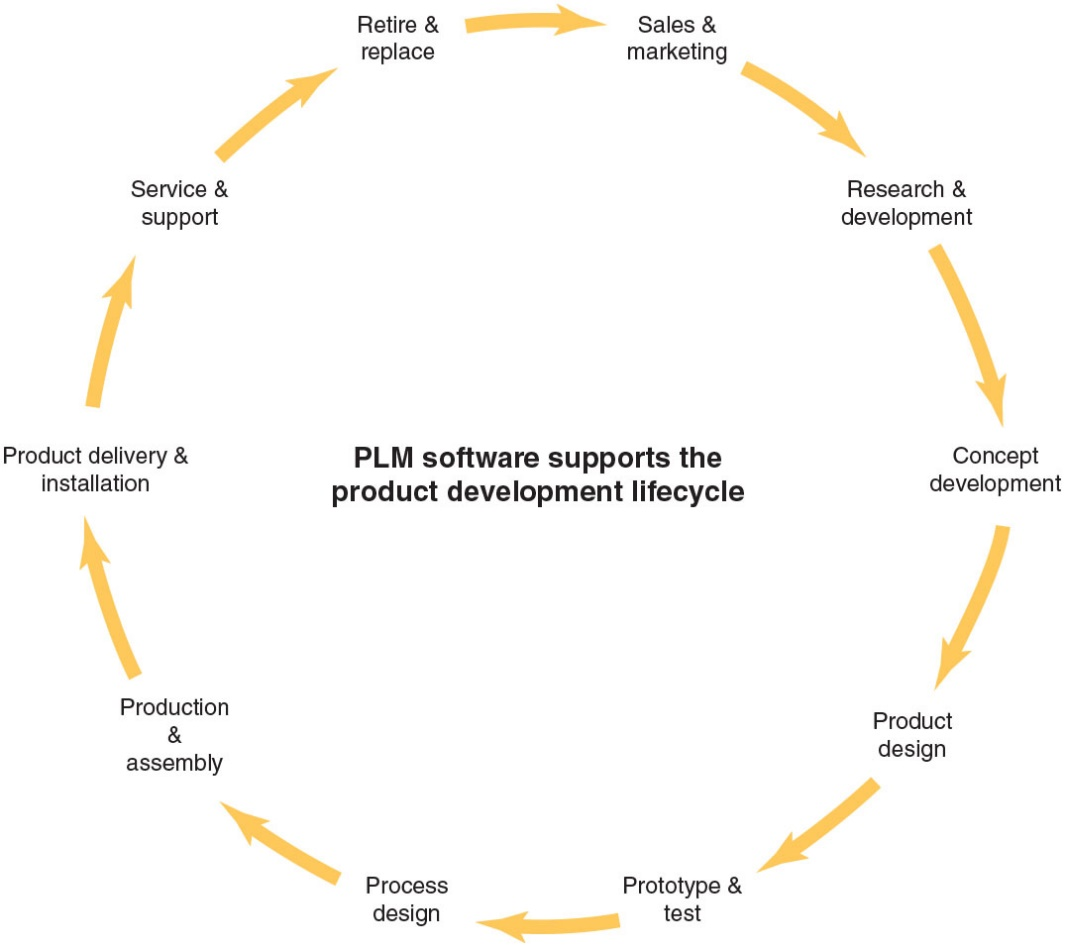 Retire &
replace
Sales &
marketing
Research &
development
Concept
development
Product
design
Prototype &
test
Process
design
Production
&
assembly
Product delivery &
installation
Service &
support
PLM software supports the
product development lifecycle